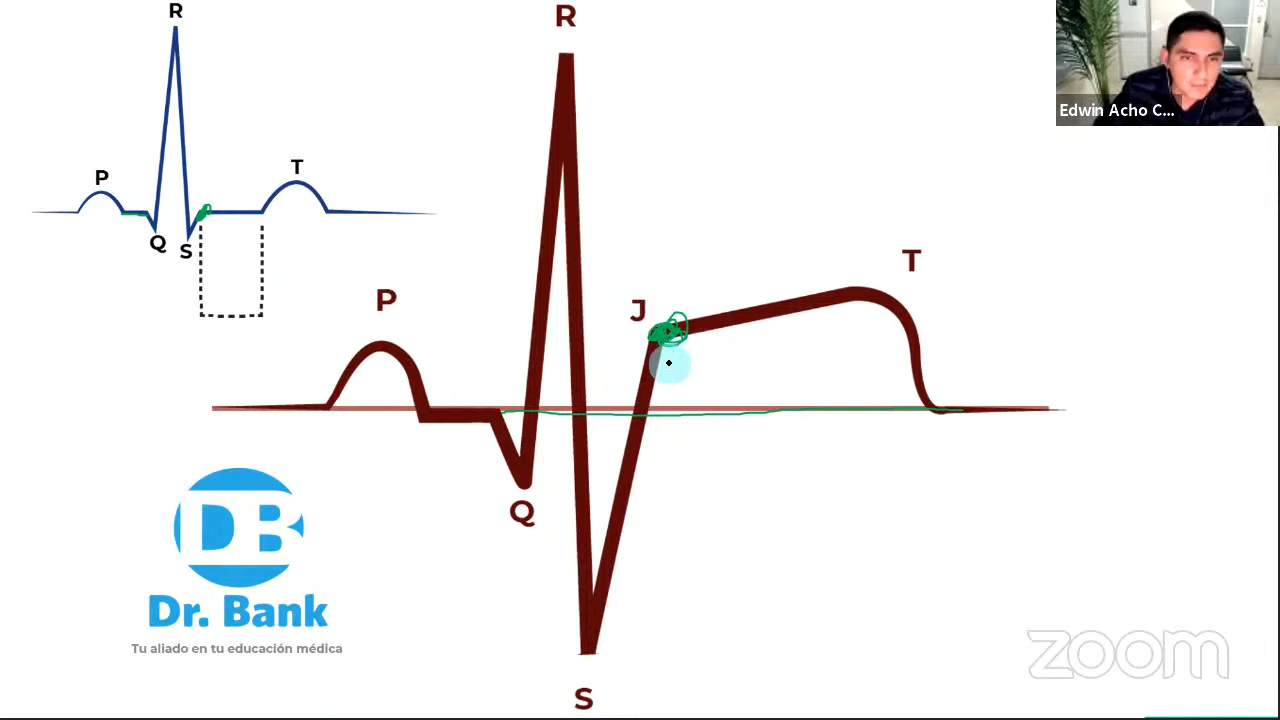 R
P
T
Q
S
R
P
J
T
Q
S
Edwin Acho C...
DB
Dr. Bank
Tu aliado en tu educación médica
zoom